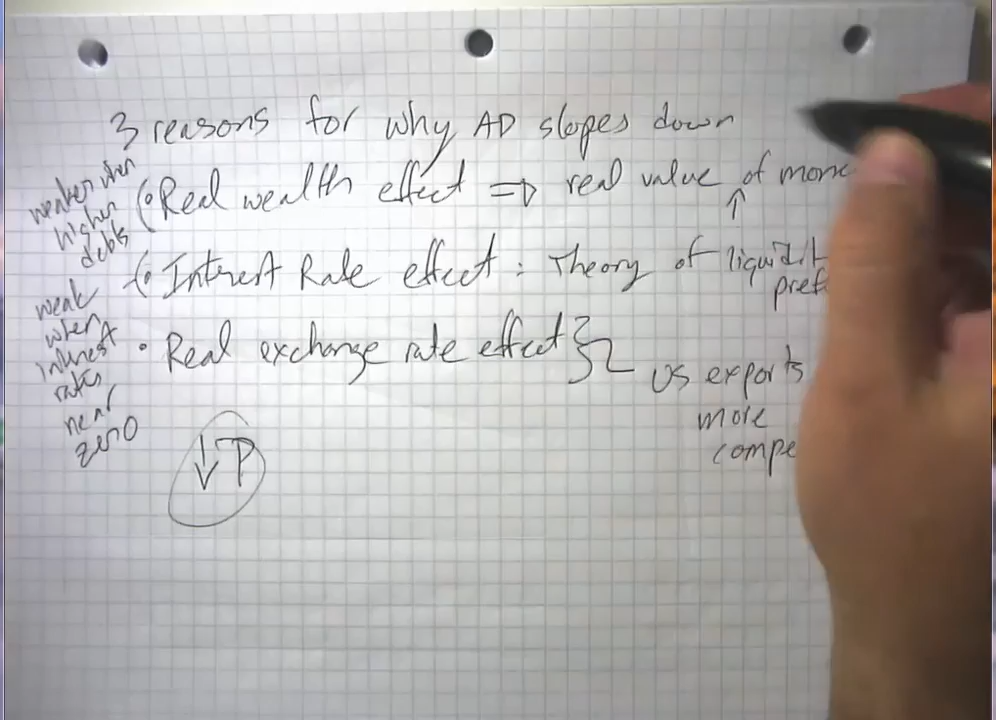 3 reasons for why AD slopes down
weaker when higher debts
• Real wealth effect ⇒ real value of mone
↑
• Interest Rate effect : Theory of liquidit
pref
weak when interest rates near zero
• Real exchange rate effect }
US exports
more
compe
↓ P